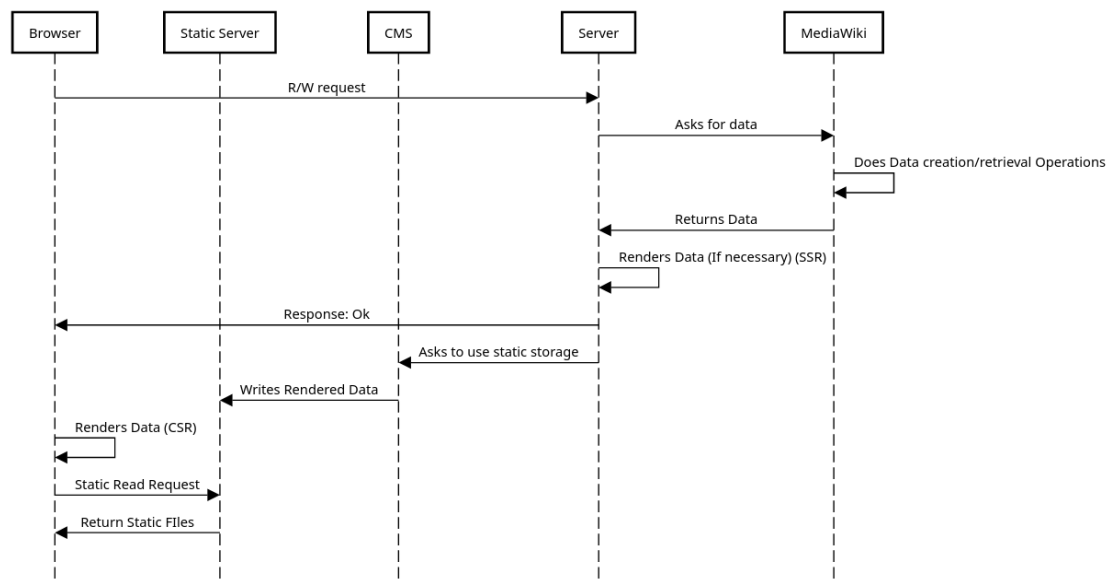 Browser
Static Server
CMS
Server
MediaWiki
R/W request
Asks for data
Does Data creation/retrieval Operations
Returns Data
Renders Data (If necessary) (SSR)
Response: Ok
Asks to use static storage
Writes Rendered Data
Renders Data (CSR)
Static Read Request
Return Static FIles